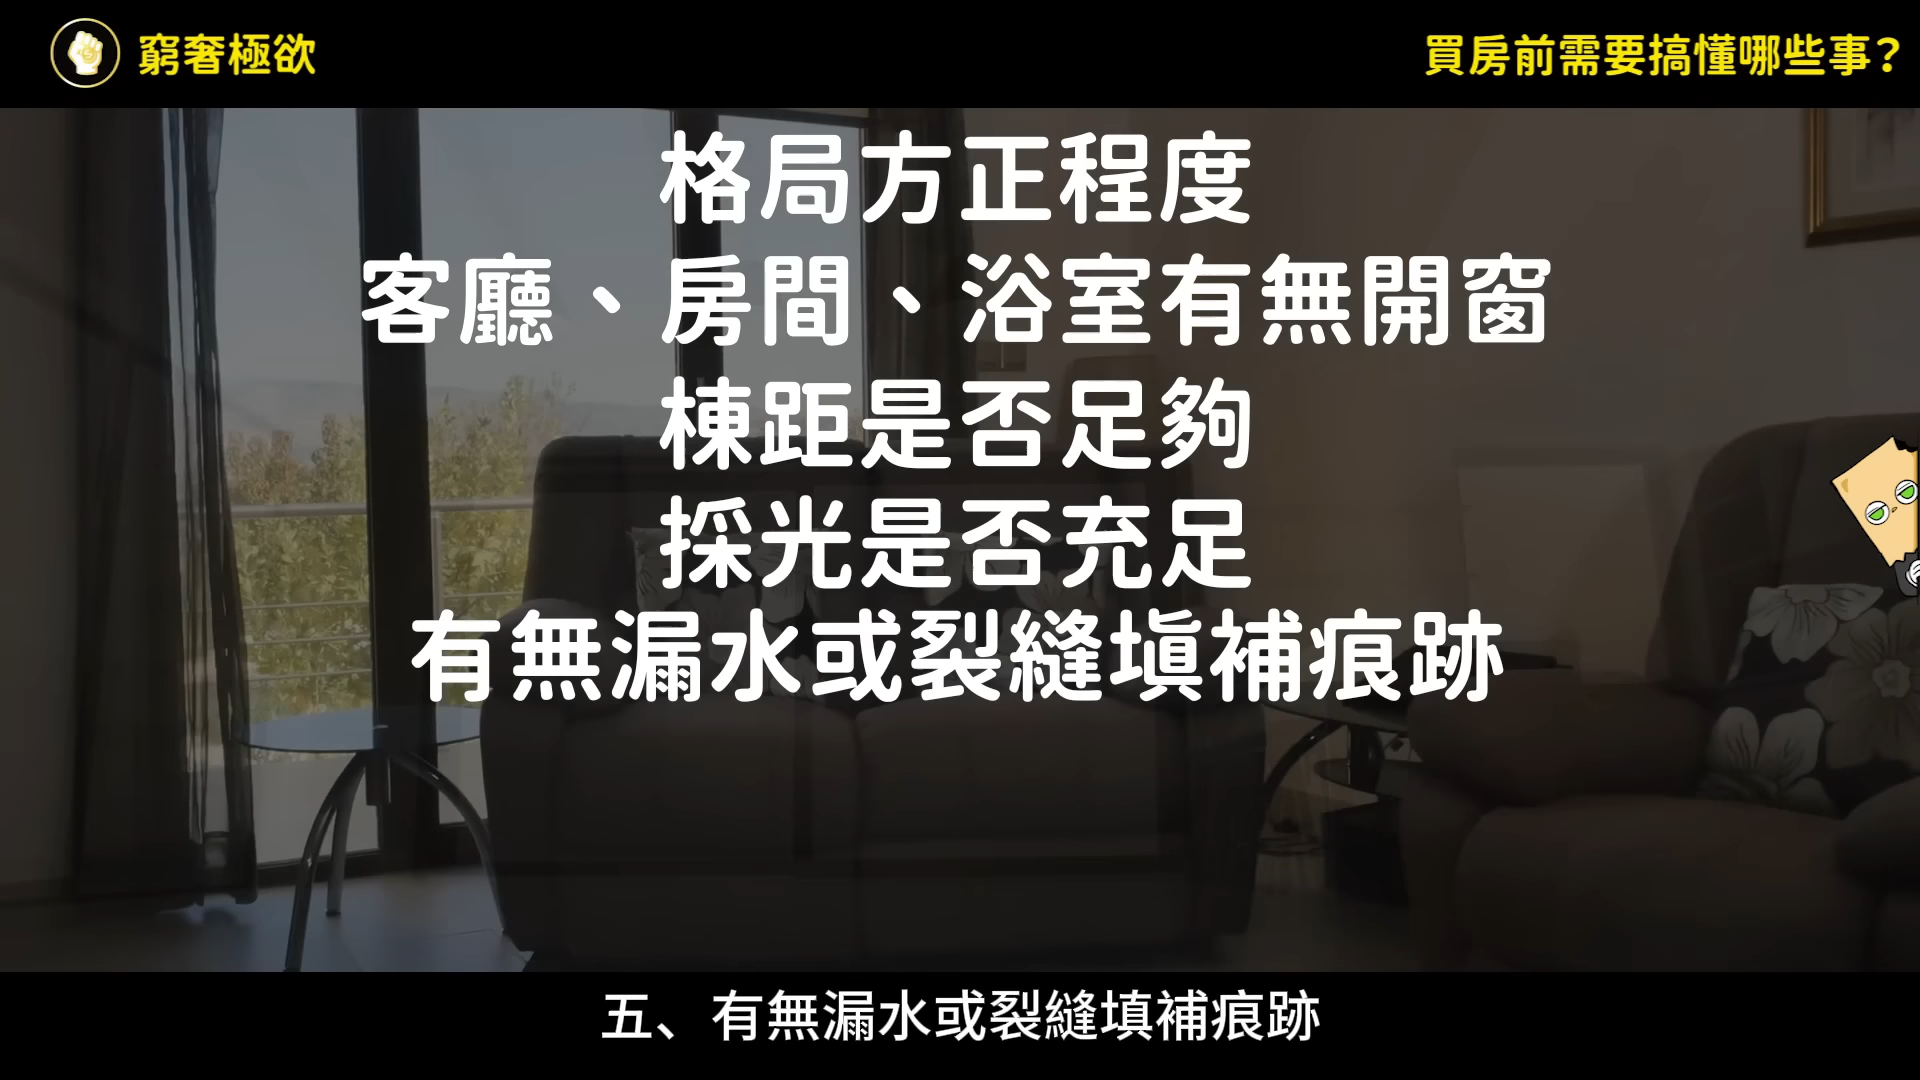 窮奢極欲
買房前需要搞懂哪些事?
格局方正程度
客廳、房間、浴室有無開窗
棟距是否足夠
採光是否充足
有無漏水或裂縫塡補痕跡
五、有無漏水或裂縫填補痕跡